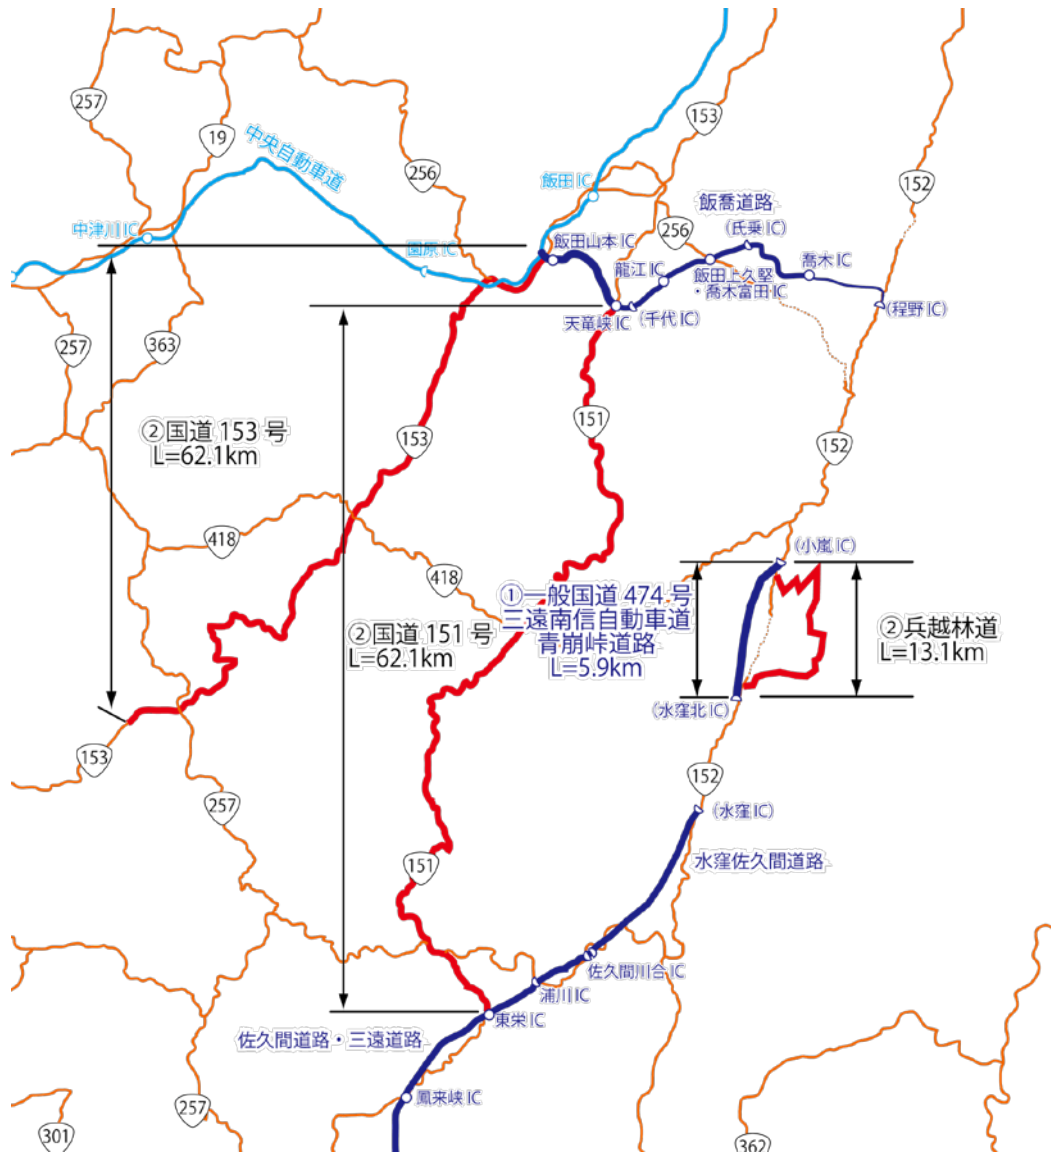 257
19
中央自動車道
256
153
152
飯田IC
飯喬道路
(氏乗IC)
中津川IC
園原IC
飯田山本IC
256
龍江IC
飯田上久堅
・喬木富田IC
喬木IC
(程野IC)
天竜峡IC
(千代IC)
257
363
②国道 153 号
L=62.1km
153
151
152
418
418
(小嵐IC)
①一般国道 474 号
三遠南信自動車道
青崩峠道路
L=5.9km
②国道 151 号
L=62.1km
②兵越林道
L=13.1km
(水窪北IC)
153
257
152
(水窪IC)
水窪佐久間道路
151
佐久間川合IC
浦川IC
東栄IC
佐久間道路・三遠道路
鳳来峡IC
257
301
362